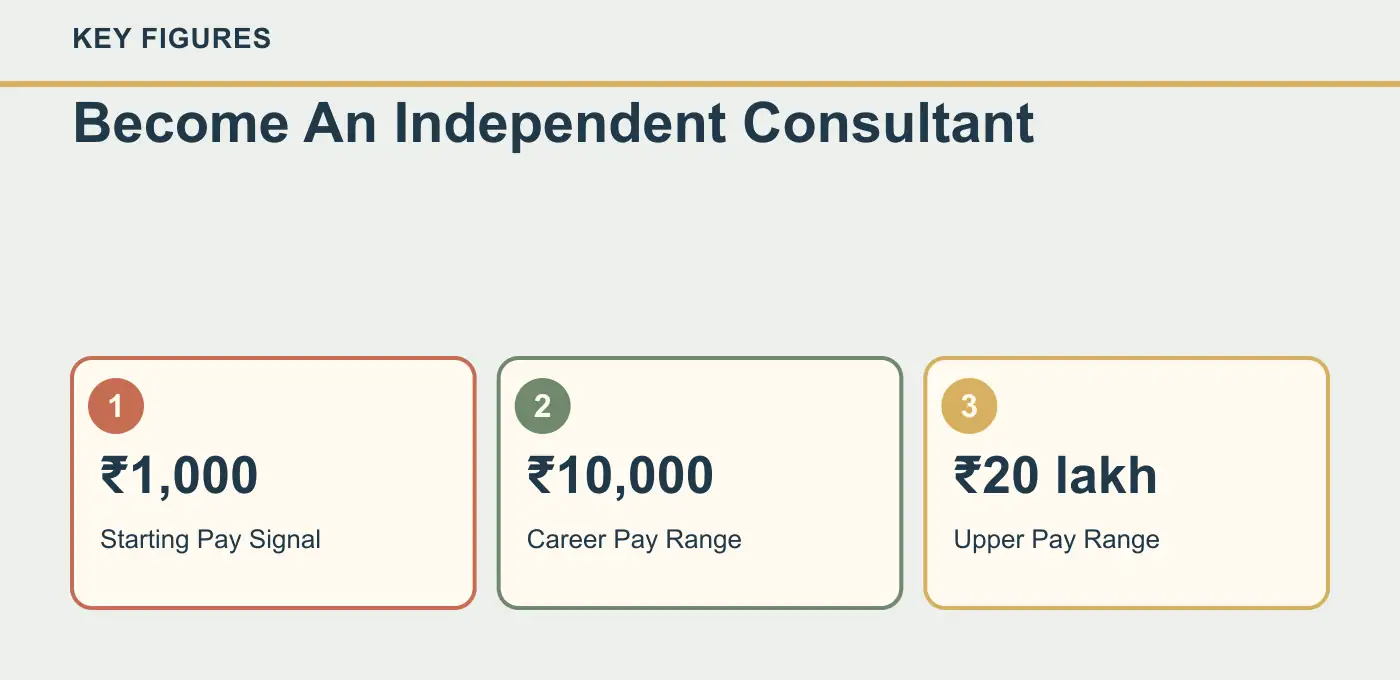 KEY FIGURES
Become An Independent Consultant
1
₹1,000
Starting Pay Signal
2
₹10,000
Career Pay Range
3
₹20 lakh
Upper Pay Range